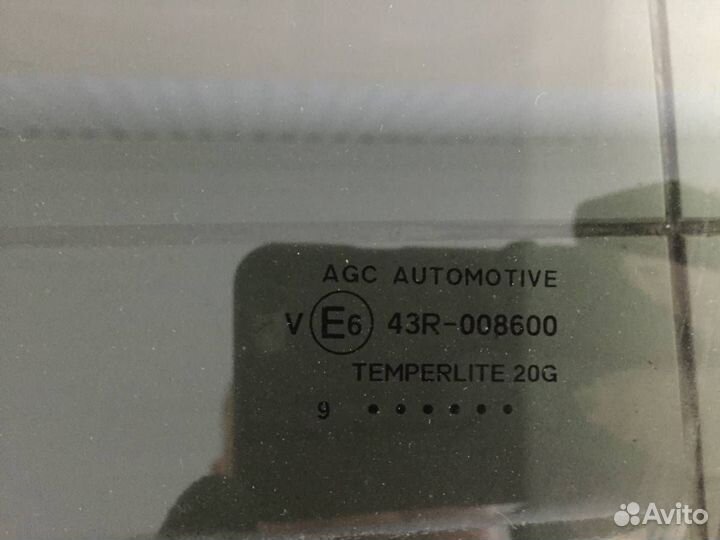 AGC AUTOMOTIVE
V E6 43R-008600
TEMPERLITE 20G
9 ● ● ● ● ● ●
Avito